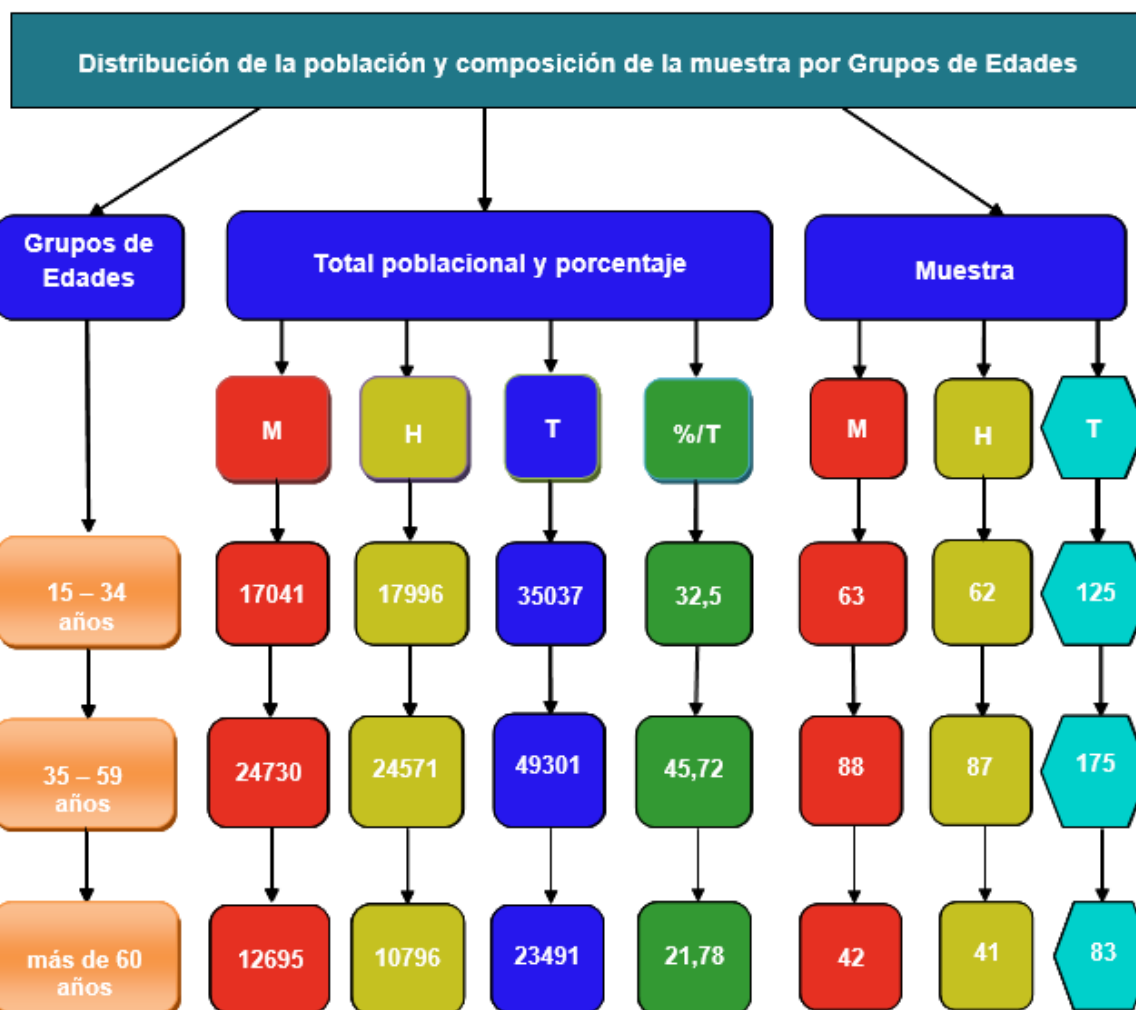 Distribución de la población y composición de la muestra por Grupos de Edades
Grupos de
Edades
Total poblacional y porcentaje
Muestra
M
H
T
%/T
M
H
T
15 – 34
años
17041
17996
35037
32,5
63
62
125
35 – 59
años
24730
24571
49301
45,72
88
87
175
más de 60
años
12695
10796
23491
21,78
42
41
83